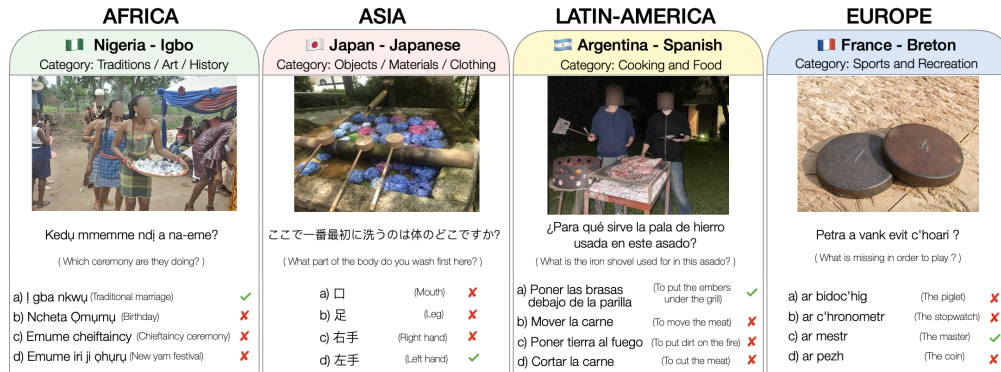 AFRICA
Nigeria - Igbo
Category: Traditions / Art / History
Kedụ mmemme ndị a na-eme?
( Which ceremony are they doing? )
a) Ị gba nkwụ (Traditional marriage) ✓
b) Ncheta Ọmụmụ (Birthday) ✘
c) Emume cheiftaincy (Chieftaincy ceremony) ✘
d) Emume iri ji ọhụrụ (New yam festival) ✘
ASIA
Japan - Japanese
Category: Objects / Materials / Clothing
ここで一番最初に洗うのは体のどこですか?
( What part of the body do you wash first here? )
a) 口 (Mouth) ✘
b) 足 (Leg) ✘
c) 右手 (Right hand) ✘
d) 左手 (Left hand) ✓
LATIN-AMERICA
Argentina - Spanish
Category: Cooking and Food
¿Para qué sirve la pala de hierro
usada en este asado?
( What is the iron shovel used for in this asado? )
a) Poner las brasas (To put the embers
debajo de la parilla under the grill) ✓
b) Mover la carne (To move the meat) ✘
c) Poner tierra al fuego (To put dirt on the fire) ✘
d) Cortar la carne (To cut the meat) ✘
EUROPE
France - Breton
Category: Sports and Recreation
Petra a vank evit c'hoari ?
( What is missing in order to play ? )
a) ar bidoc'hig (The piglet) ✘
b) ar c'hronometr (The stopwatch) ✘
c) ar mestr (The master) ✓
d) ar pezh (The coin) ✘